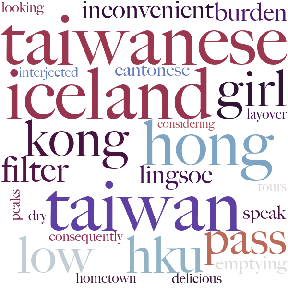 looking inconvenient burden
taiwanese
interjected cantonese
iceland girl
layover
considering
kong hong
filter lingsoc
tours
peaks dry taiwan speak
consequently
low hku pass
emptying
hometown delicious